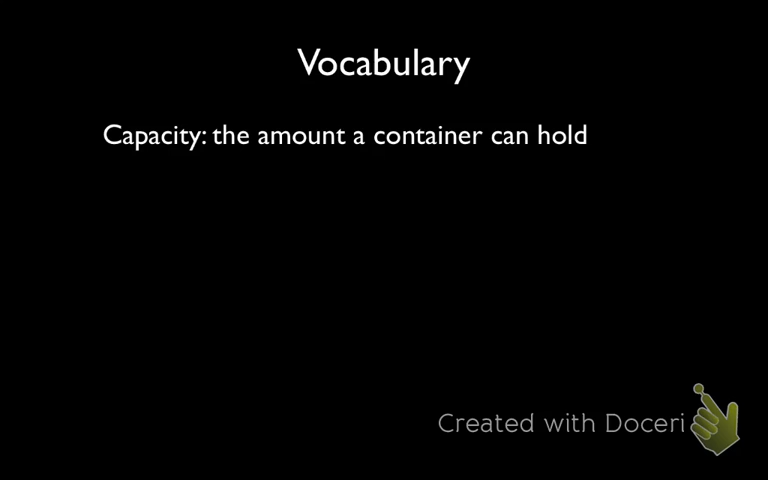 Vocabulary
Capacity: the amount a container can hold
Created with Doceri